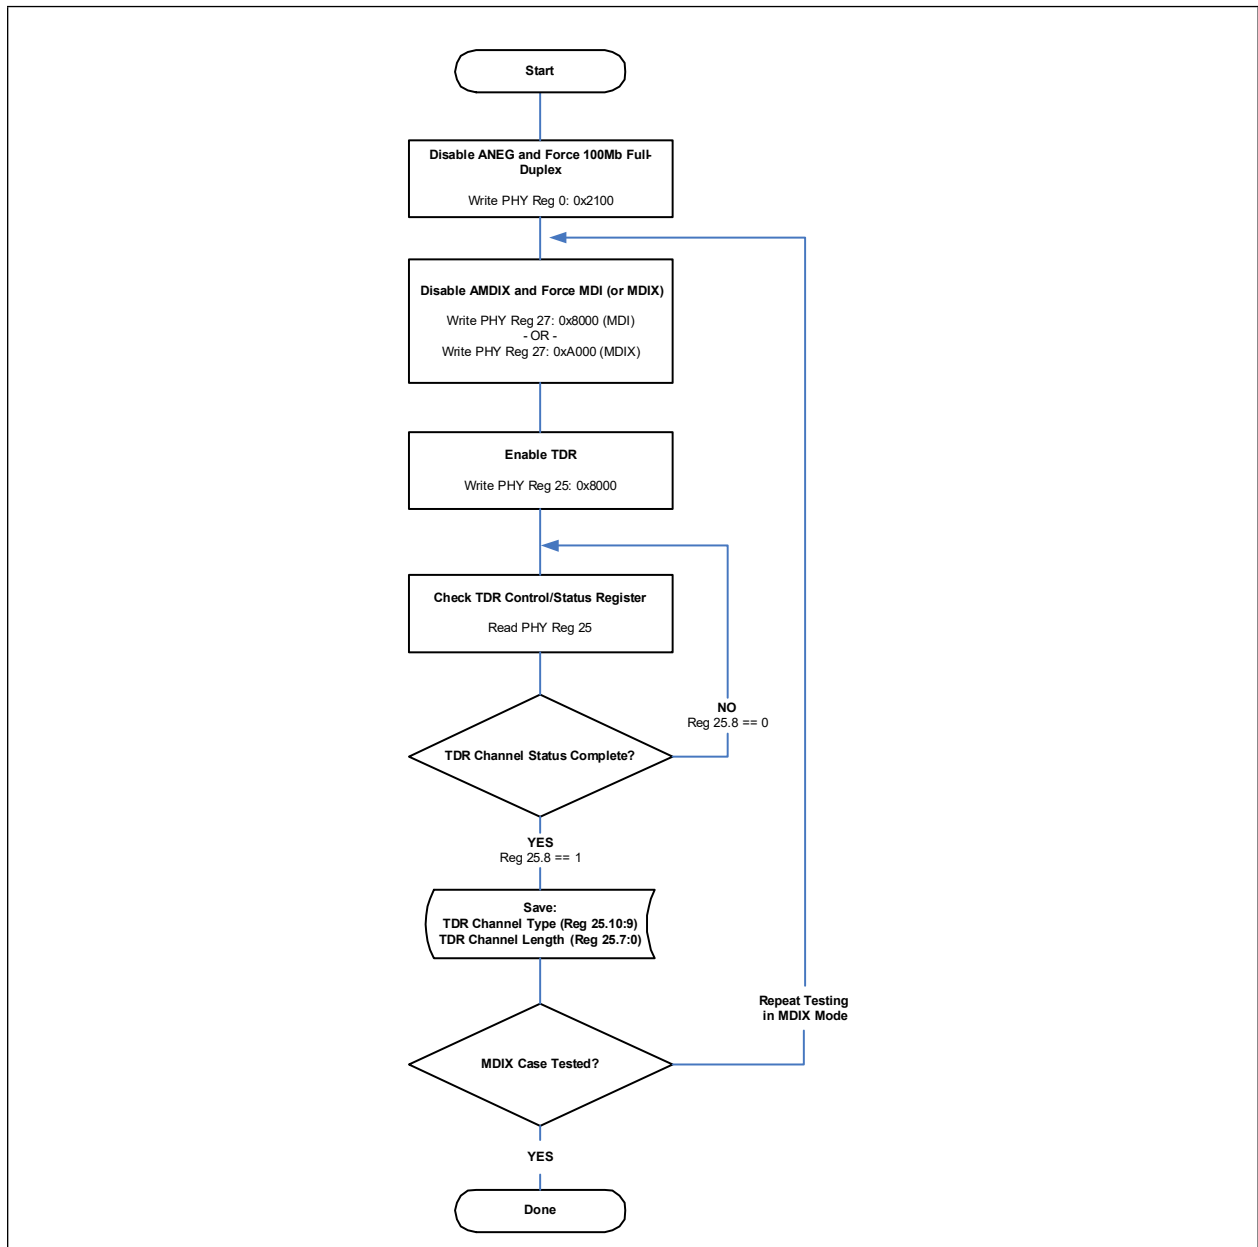 Start
Disable ANEG and Force 100Mb Full-
Duplex
Write PHY Reg 0: 0x2100
Disable AMDIX and Force MDI (or MDIX)
Write PHY Reg 27: 0x8000 (MDI)
- OR -
Write PHY Reg 27: 0xA000 (MDIX)
Enable TDR
Write PHY Reg 25: 0x8000
Check TDR Control/Status Register
Read PHY Reg 25
NO
Reg 25.8 == 0
TDR Channel Status Complete?
YES
Reg 25.8 == 1
Save:
TDR Channel Type (Reg 25.10:9)
TDR Channel Length (Reg 25.7:0)
Repeat Testing
in MDIX Mode
MDIX Case Tested?
YES
Done